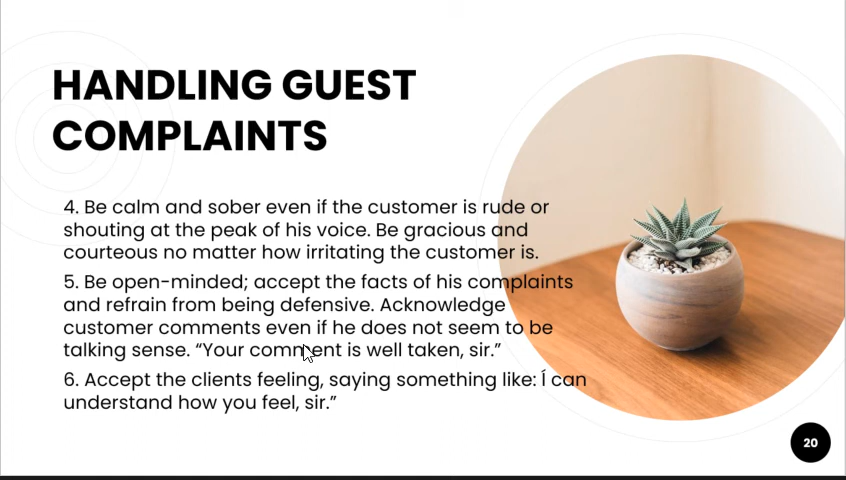 HANDLING GUEST
COMPLAINTS
4. Be calm and sober even if the customer is rude or
shouting at the peak of his voice. Be gracious and
courteous no matter how irritating the customer is.
5. Be open-minded; accept the facts of his complaints
and refrain from being defensive. Acknowledge
customer comments even if he does not seem to be
talking sense. “Your comment is well taken, sir.”
6. Accept the clients feeling, saying something like: Í can
understand how you feel, sir.”
20